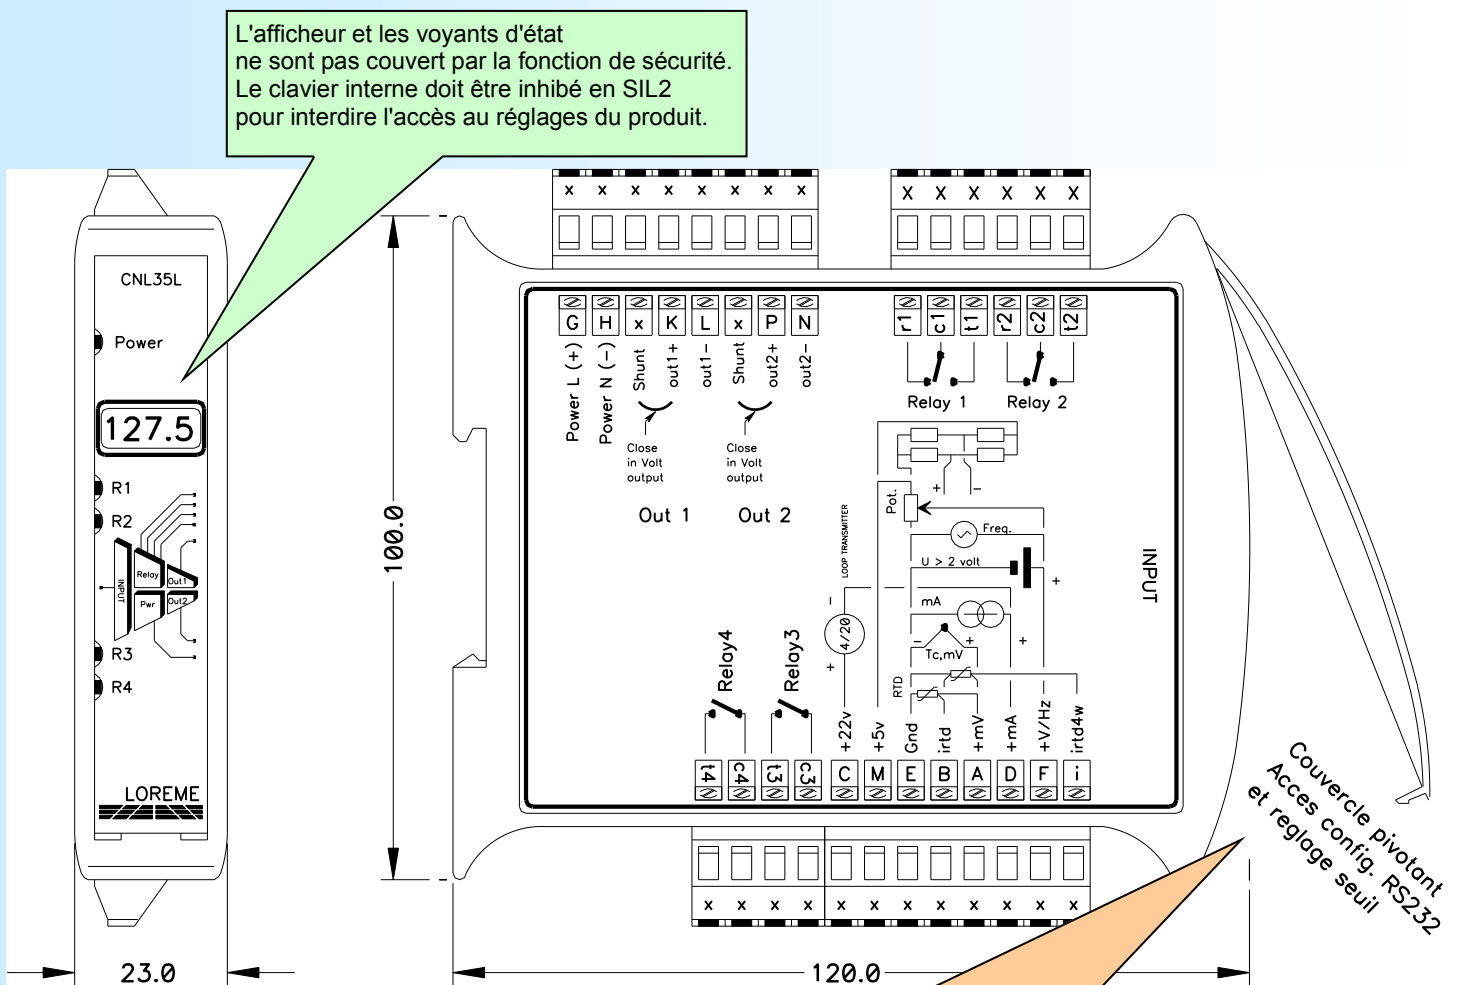 L'afficheur et les voyants d'état
ne sont pas couvert par la fonction de sécurité.
Le clavier interne doit être inhibé en SIL2
pour interdire l'accès au réglages du produit.
CNL35L
Power
127.5
R1
R2
INPUT
Relay
Out1
Pwr
Out2
R3
R4
LOREME
23.0
100.0
120.0
x x x x x x x x
X X X X X X
G H x K L x P N
r1 c1 t1 r2 c2 t2
Power L (+)
Power N (-)
Shunt
out1+
out1-
Shunt
out2+
out2-
Close
in Volt
output
Close
in Volt
output
Out 1
Out 2
Relay 1
Relay 2
+ -
Pot.
Freq.
U > 2 volt
+
LOOP TRANSMITTER
-
4/20
+
mA
- + +
Tc,mV
RTD
INPUT
Relay4
Relay3
+22v
+5v
Gnd
irtd
+mV
+mA
+V/Hz
irtd4w
t4 c4 t3 c3 C M E B A D F i
x x x x x x x x x x x x
Couvercle pivotant
Acces config. RS232
et reglage seuil